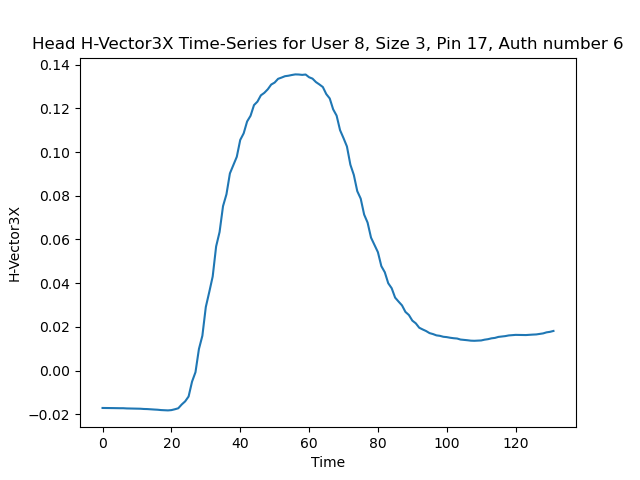 Head H-Vector3X Time-Series for User 8, Size 3, Pin 17, Auth number 6
0.14
0.12
0.10
0.08
0.06
0.04
0.02
0.00
−0.02
H-Vector3X
0 20 40 60 80 100 120
Time